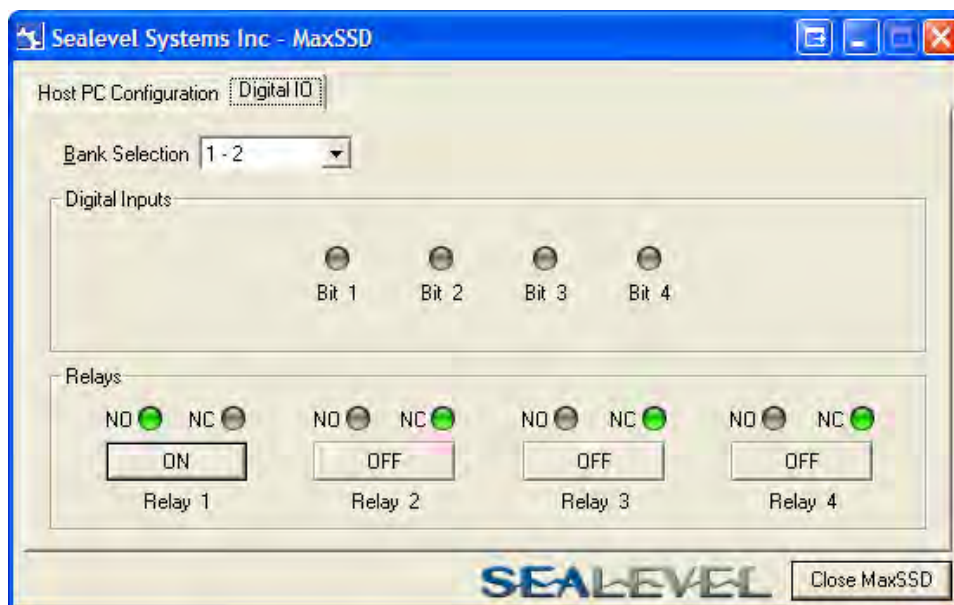 Sealevel Systems Inc - MaxSSD
Host PC Configuration Digital IO
Bank Selection 1 - 2
Digital Inputs
Bit 1 Bit 2 Bit 3 Bit 4
Relays
NO NC NO NC NO NC NO NC
ON OFF OFF OFF
Relay 1 Relay 2 Relay 3 Relay 4
SEALEVEL Close MaxSSD